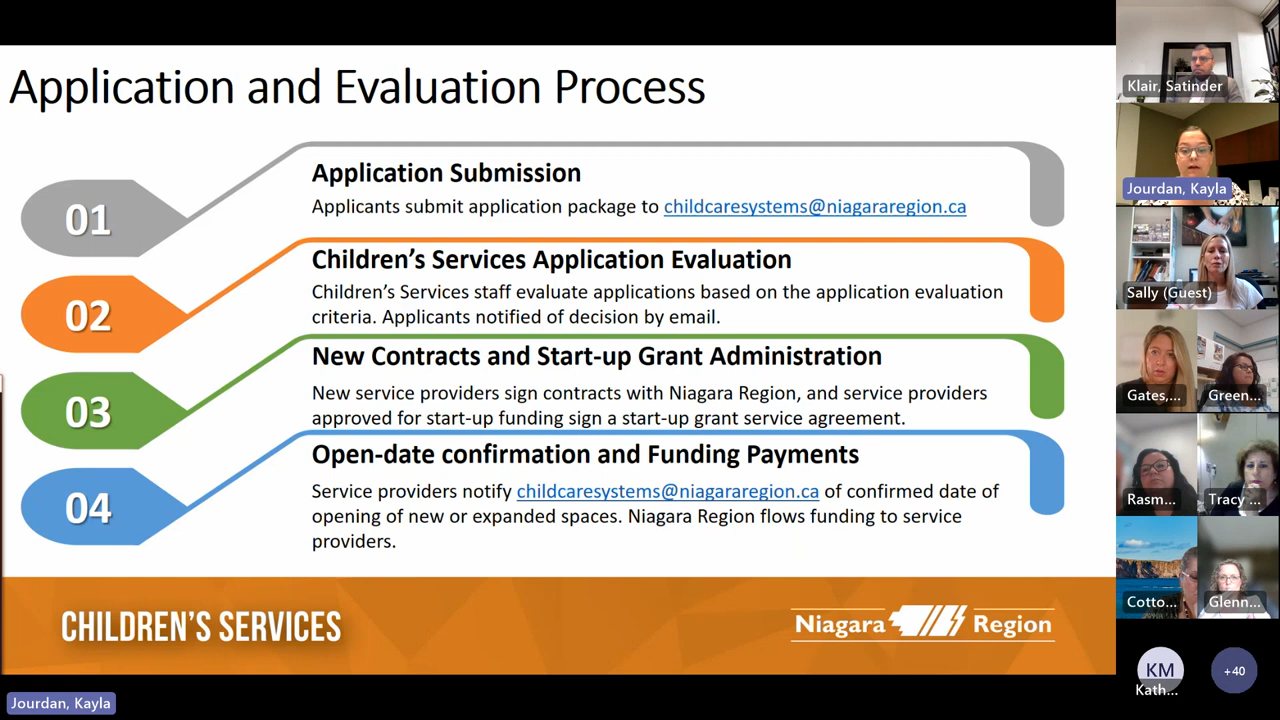 Application and Evaluation Process
01
Application Submission
Applicants submit application package to childcaresystems@niagararegion.ca
02
Children's Services Application Evaluation
Children's Services staff evaluate applications based on the application evaluation
criteria. Applicants notified of decision by email.
03
New Contracts and Start-up Grant Administration
New service providers sign contracts with Niagara Region, and service providers
approved for start-up funding sign a start-up grant service agreement.
04
Open-date confirmation and Funding Payments
Service providers notify childcaresystems@niagararegion.ca of confirmed date of
opening of new or expanded spaces. Niagara Region flows funding to service
providers.
CHILDREN'S SERVICES
Niagara Region
Jourdan, Kayla
Klair, Satinder
Jourdan, Kayla
Sally (Guest)
Gates,...
Green...
Rasm...
Tracy ...
Cotto...
Glenn...
KM
Kath...
+40